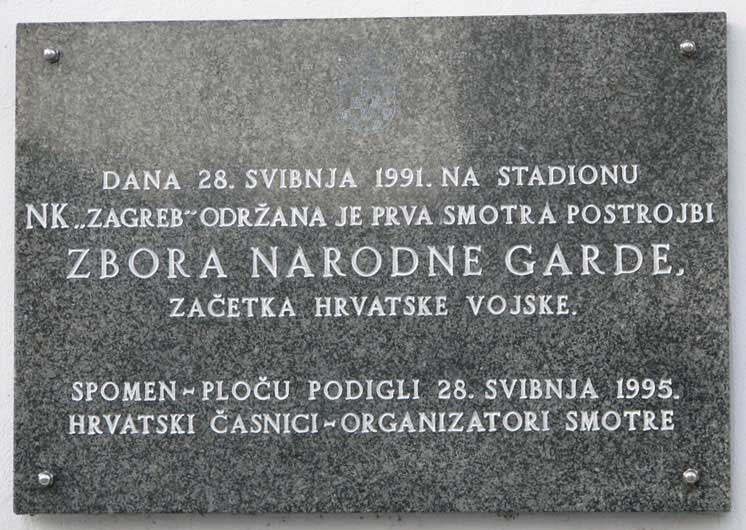 DANA 28. SVIBNJA 1991. NA STADIONU
NK „ZAGREB“ ODRŽANA JE PRVA SMOTRA POSTROJBI
ZBORA NARODNE GARDE,
ZAČETKA HRVATSKE VOJSKE.
SPOMEN-PLOČU PODIGLI 28. SVIBNJA 1995.
HRVATSKI ČASNICI-ORGANIZATORI SMOTRE